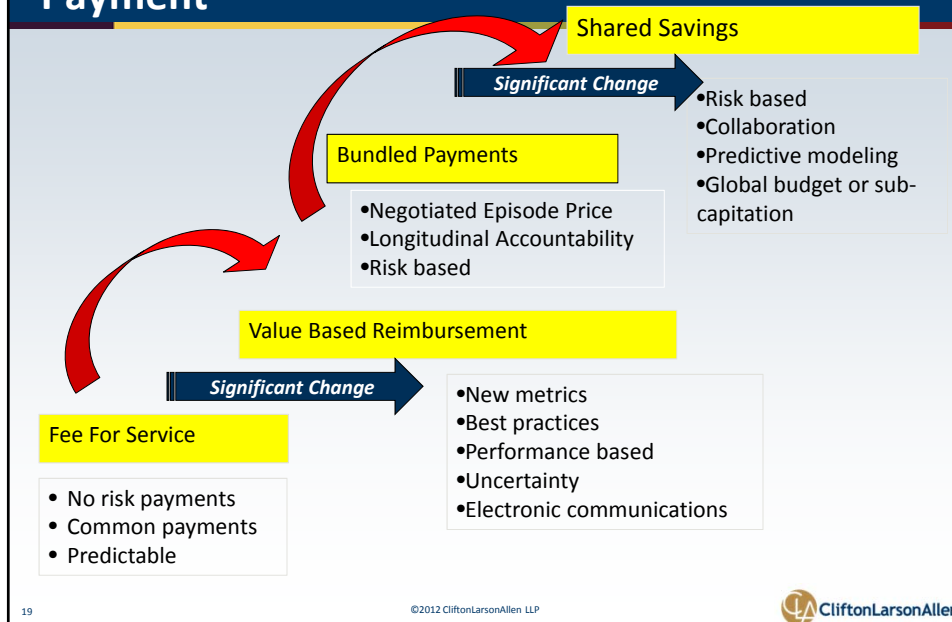 Payment
Shared Savings
Significant Change
•Risk based
•Collaboration
•Predictive modeling
•Global budget or sub-
capitation
Bundled Payments
•Negotiated Episode Price
•Longitudinal Accountability
•Risk based
Value Based Reimbursement
Significant Change
•New metrics
•Best practices
•Performance based
•Uncertainty
•Electronic communications
Fee For Service
• No risk payments
• Common payments
• Predictable
19
©2012 CliftonLarsonAllen LLP
CLA CliftonLarsonAllen